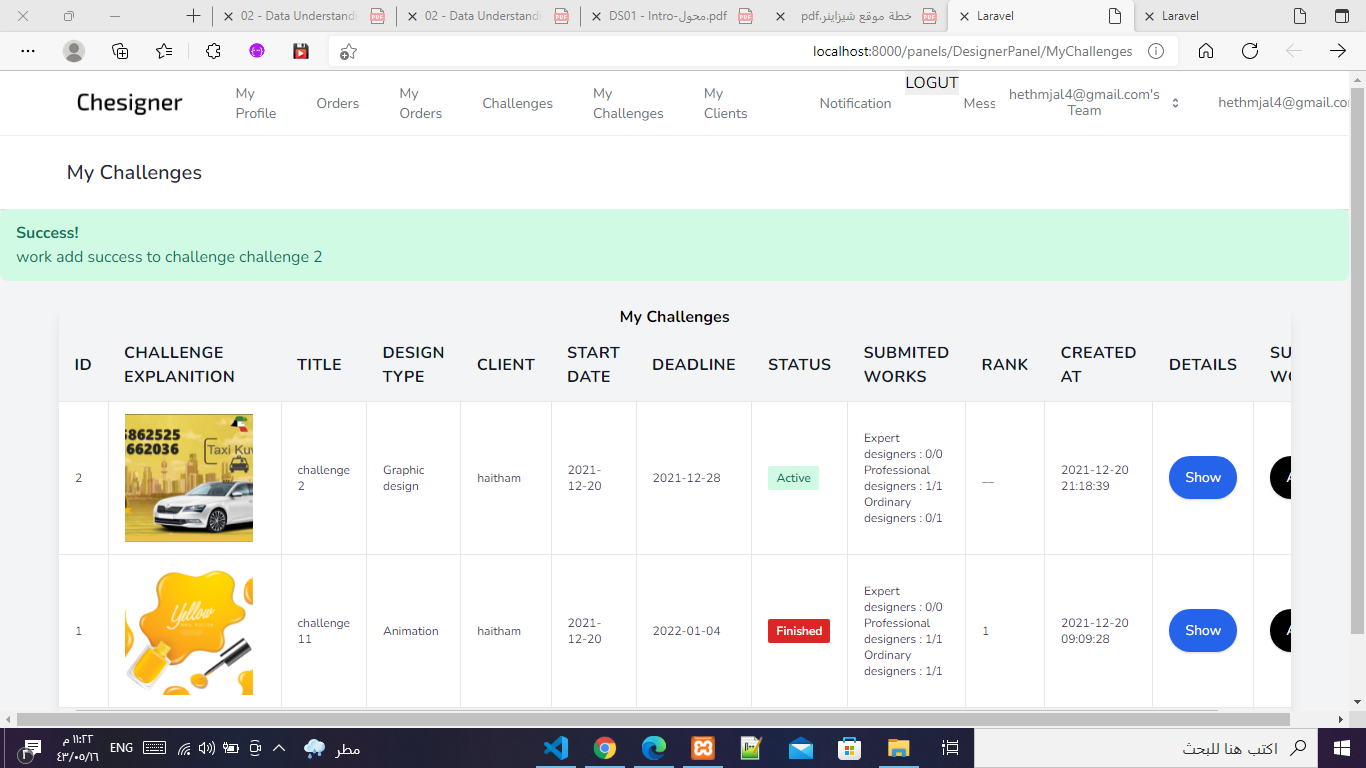 02 - Data Understandi
02 - Data Understandi
DS01 - Intro-محول.pdf
خطة موقع شيزاينر.pdf
Laravel
Laravel
localhost:8000/panels/DesignerPanel/MyChallenges
Chesigner
My Profile
Orders
My Orders
Challenges
My Challenges
My Clients
Notification
LOGUT
Mess
hethmjal4@gmail.com's
Team
hethmjal4@gmail.co
My Challenges
Success!
work add success to challenge challenge 2
My Challenges
ID
CHALLENGE EXPLANITION
TITLE
DESIGN TYPE
CLIENT
START DATE
DEADLINE
STATUS
SUBMITED WORKS
RANK
CREATED AT
DETAILS
2
5862525
662036
Taxi Kuw
challenge 2
Graphic design
haitham
2021-12-20
2021-12-28
Active
Expert
designers : 0/0
Professional
designers : 1/1
Ordinary
designers : 0/1
__
2021-12-20
21:18:39
Show
1
Yellow
challenge 11
Animation
haitham
2021-12-20
2022-01-04
Finished
Expert
designers : 0/0
Professional
designers : 1/1
Ordinary
designers : 1/1
1
2021-12-20
09:09:28
Show
١١:٢٢ م
٤٣/٠٥/١٦
ENG
مطر
اكتب هنا للبحث